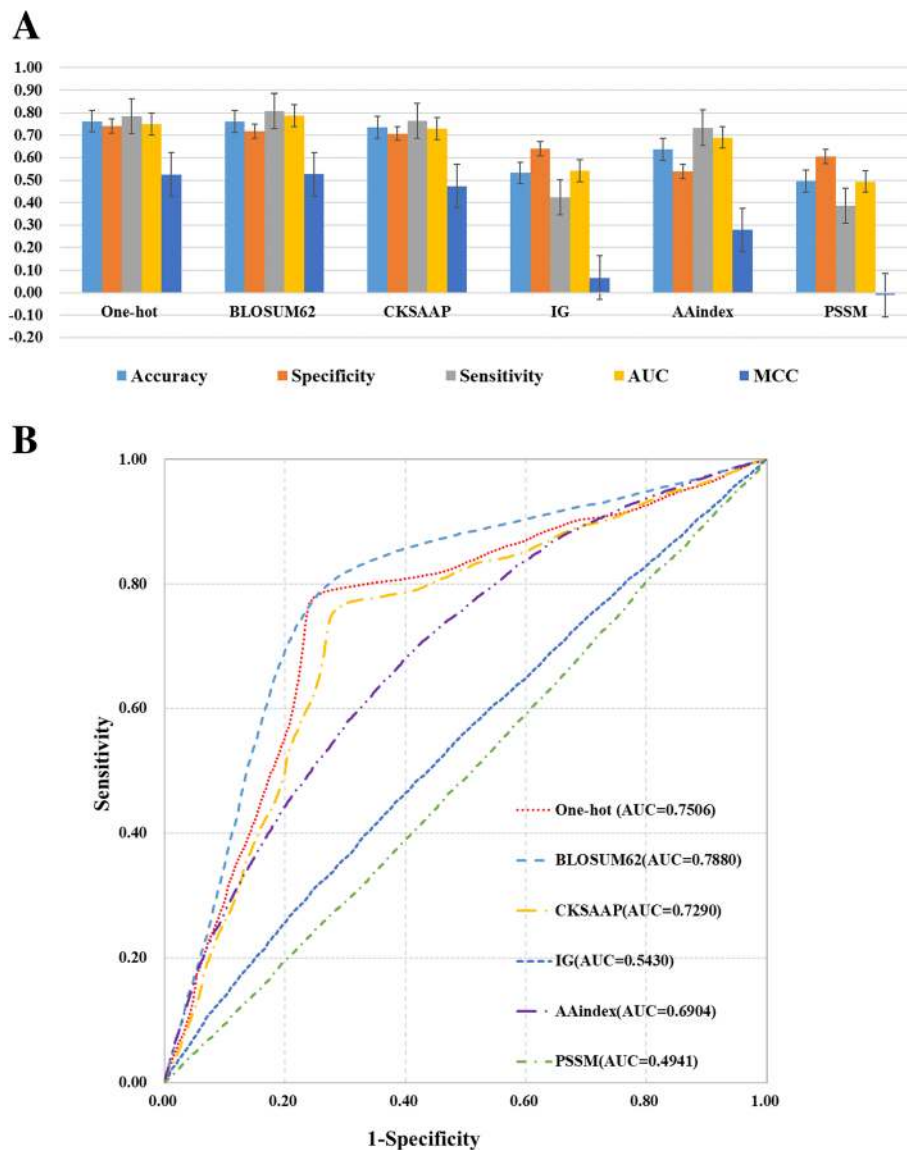 A
1.00
0.90
0.80
0.70
0.60
0.50
0.40
0.30
0.20
0.10
0.00
-0.10
-0.20
One-hot BLOSUM62 CKSAAP IG AAindex PSSM
Accuracy Specificity Sensitivity AUC MCC
B
1.00
0.80
0.60
0.40
0.20
0.00
Sensitivity
One-hot (AUC=0.7506)
BLOSUM62(AUC=0.7880)
CKSAAP(AUC=0.7290)
IG(AUC=0.5430)
AAindex(AUC=0.6904)
PSSM(AUC=0.4941)
0.00 0.20 0.40 0.60 0.80 1.00
1-Specificity